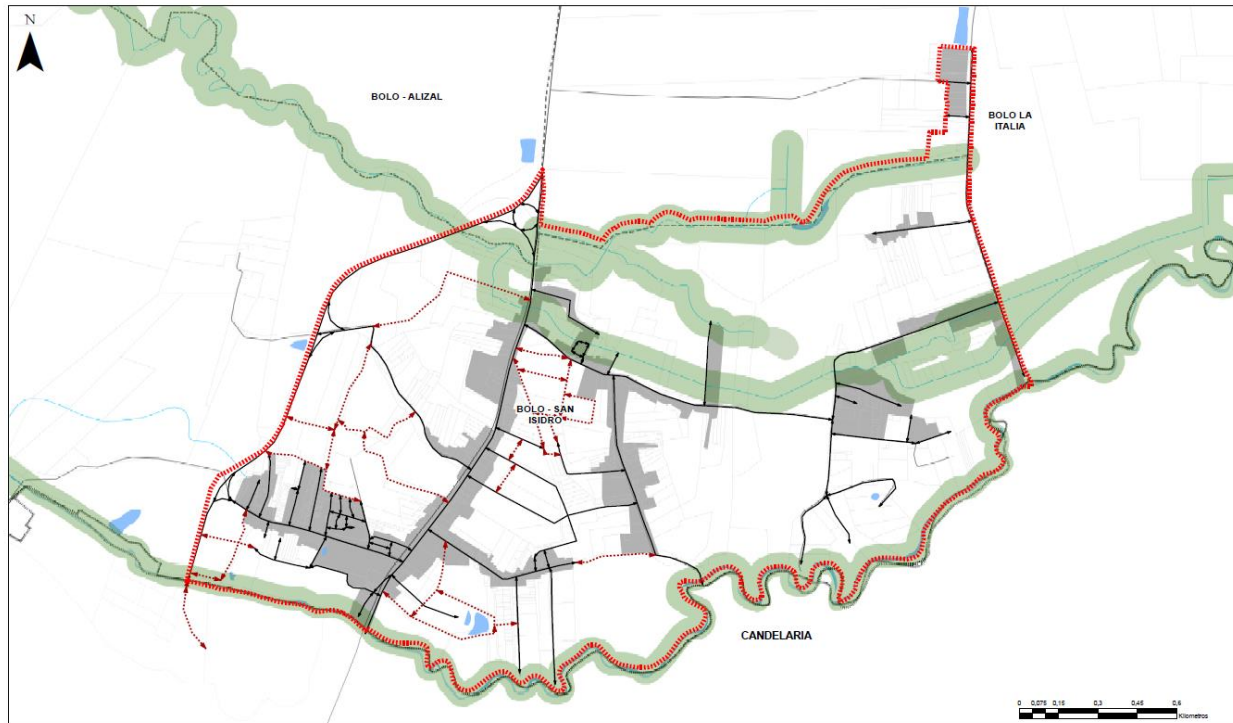 N
BOLO - ALIZAL
BOLO LA
ITALIA
BOLO - SAN
ISIDRO
CANDELARIA
0 0,075 0,15 0,3 0,45 0,6
Kilometros